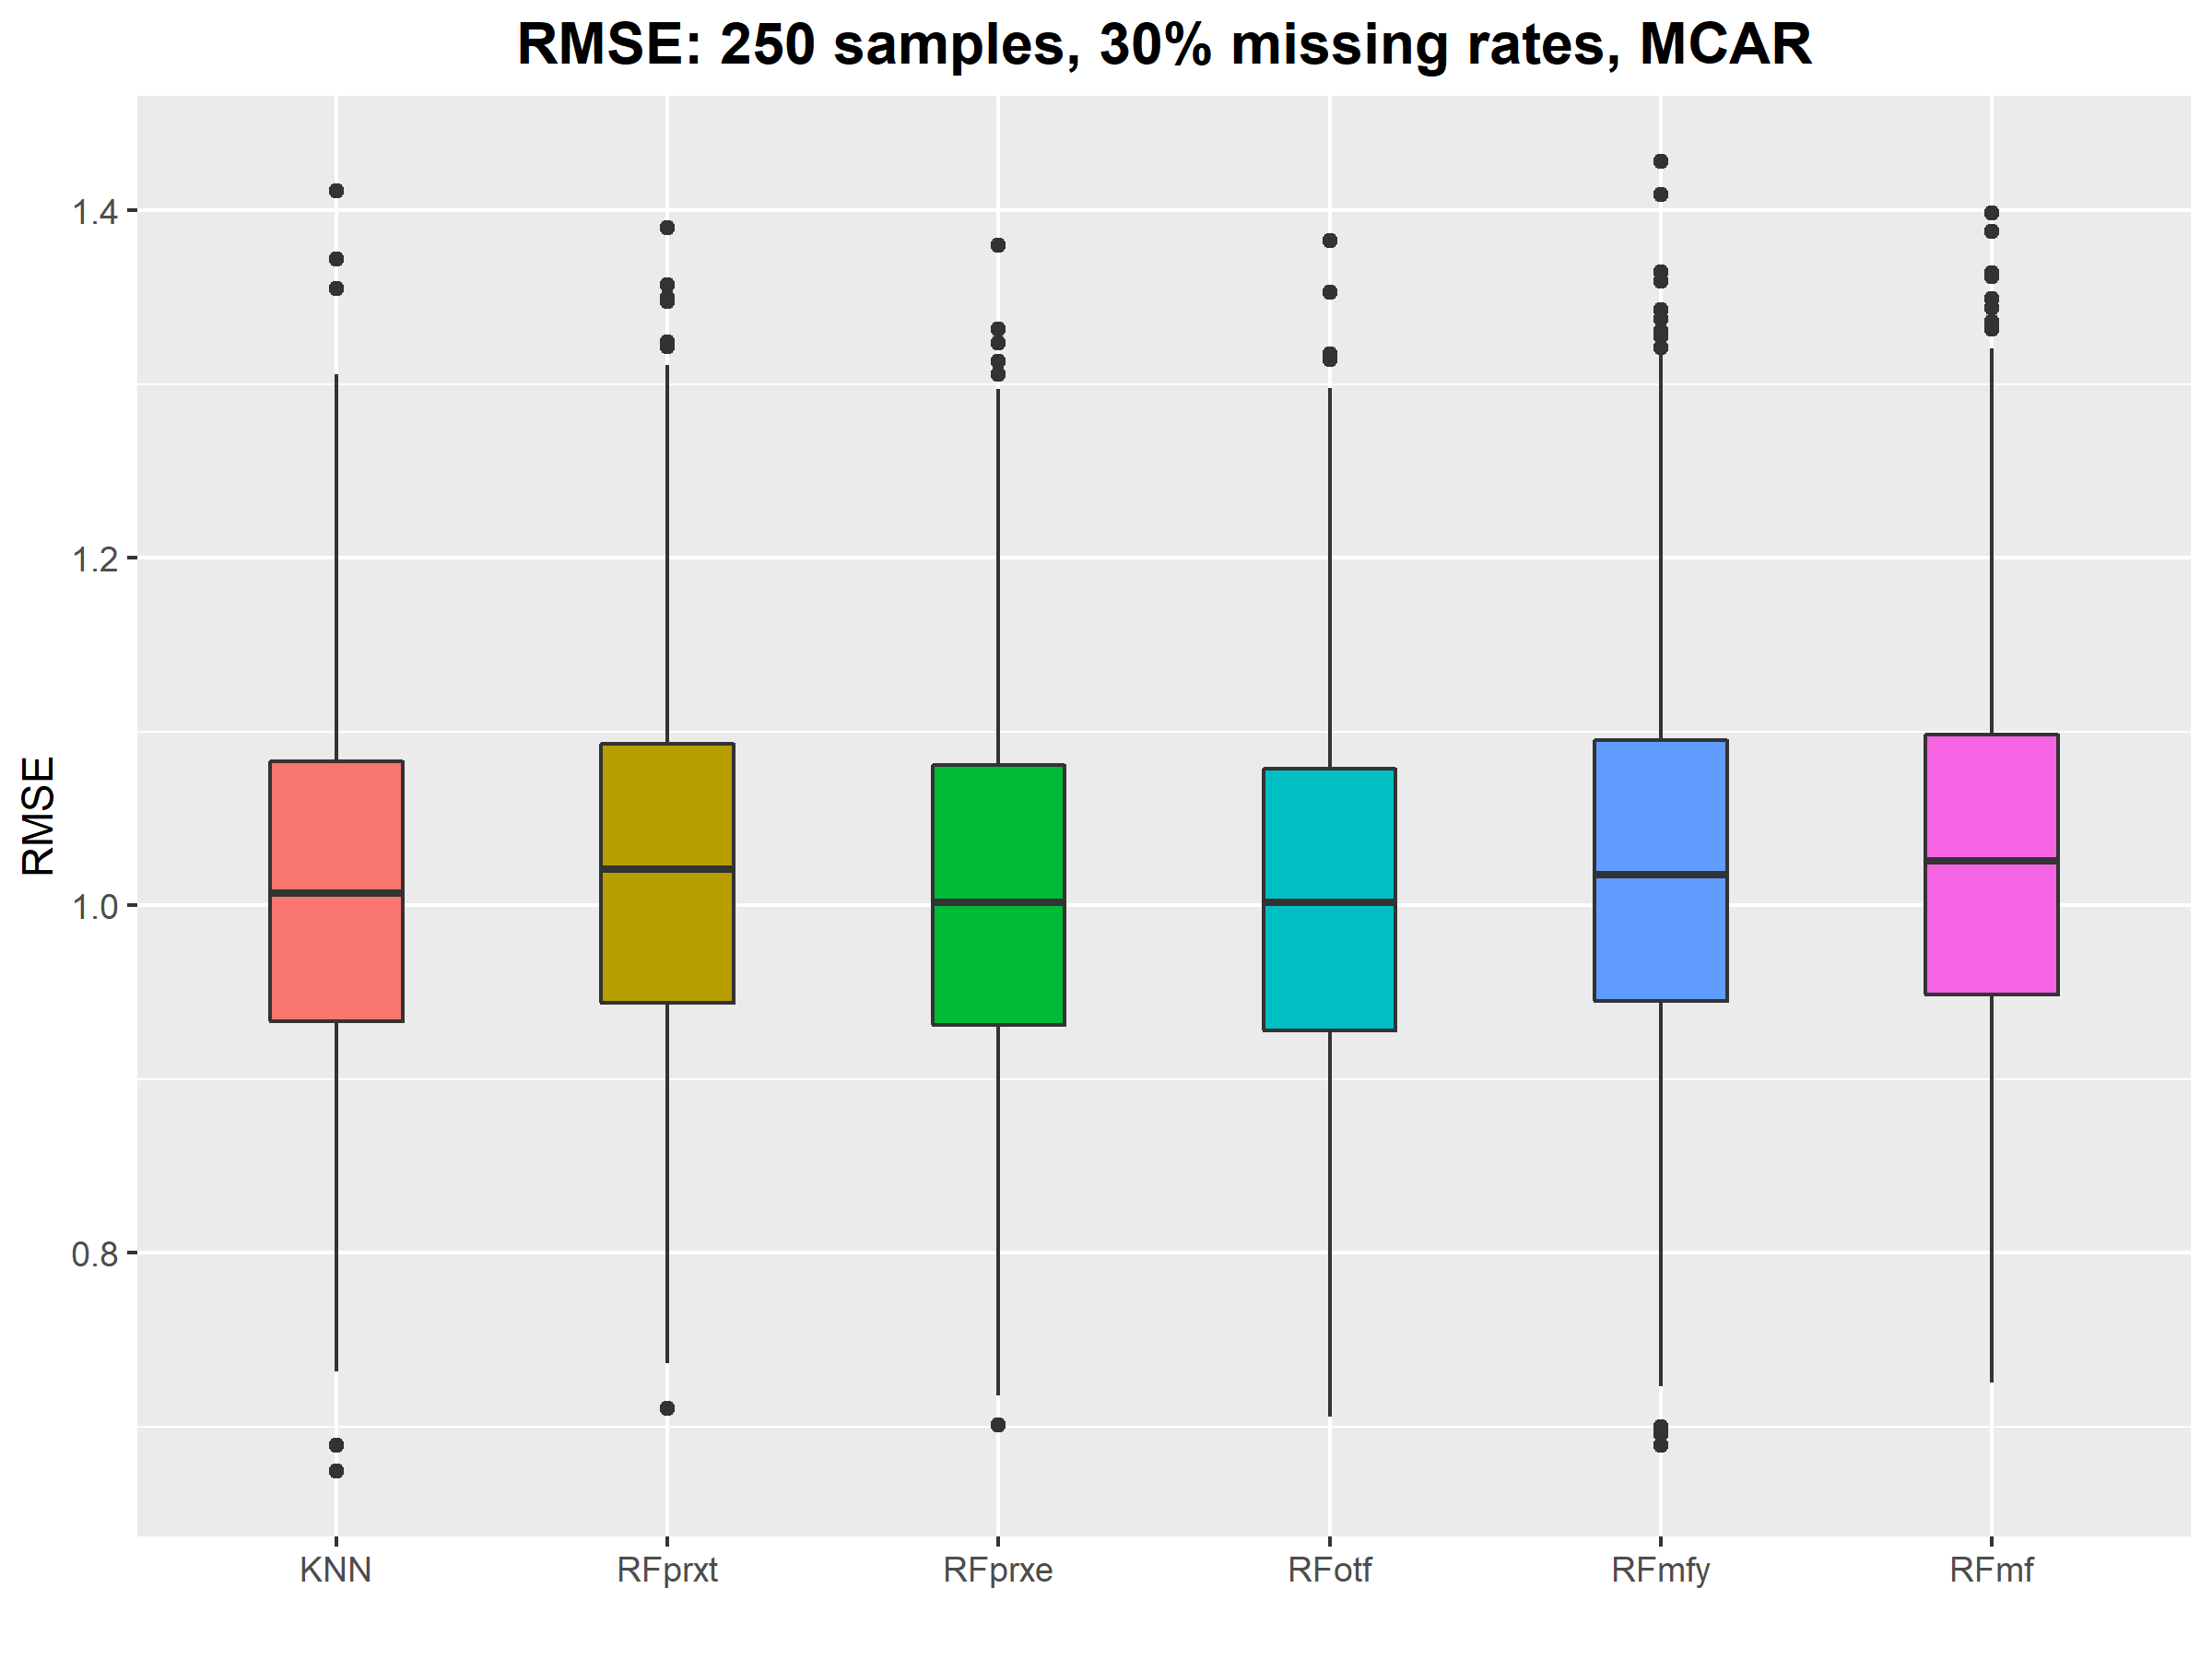 RMSE: 250 samples, 30% missing rates, MCAR
RMSE
1.4
1.2
1.0
0.8
KNN RFprxt RFprxe RFotf RFmfy RFmf